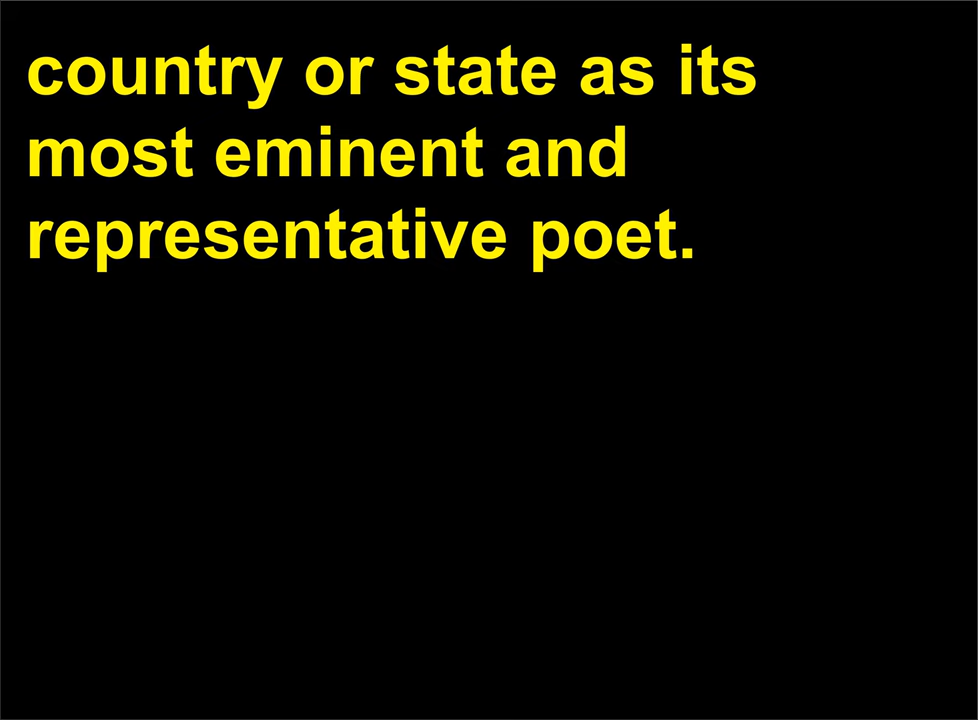 country or state as its
most eminent and
representative poet.